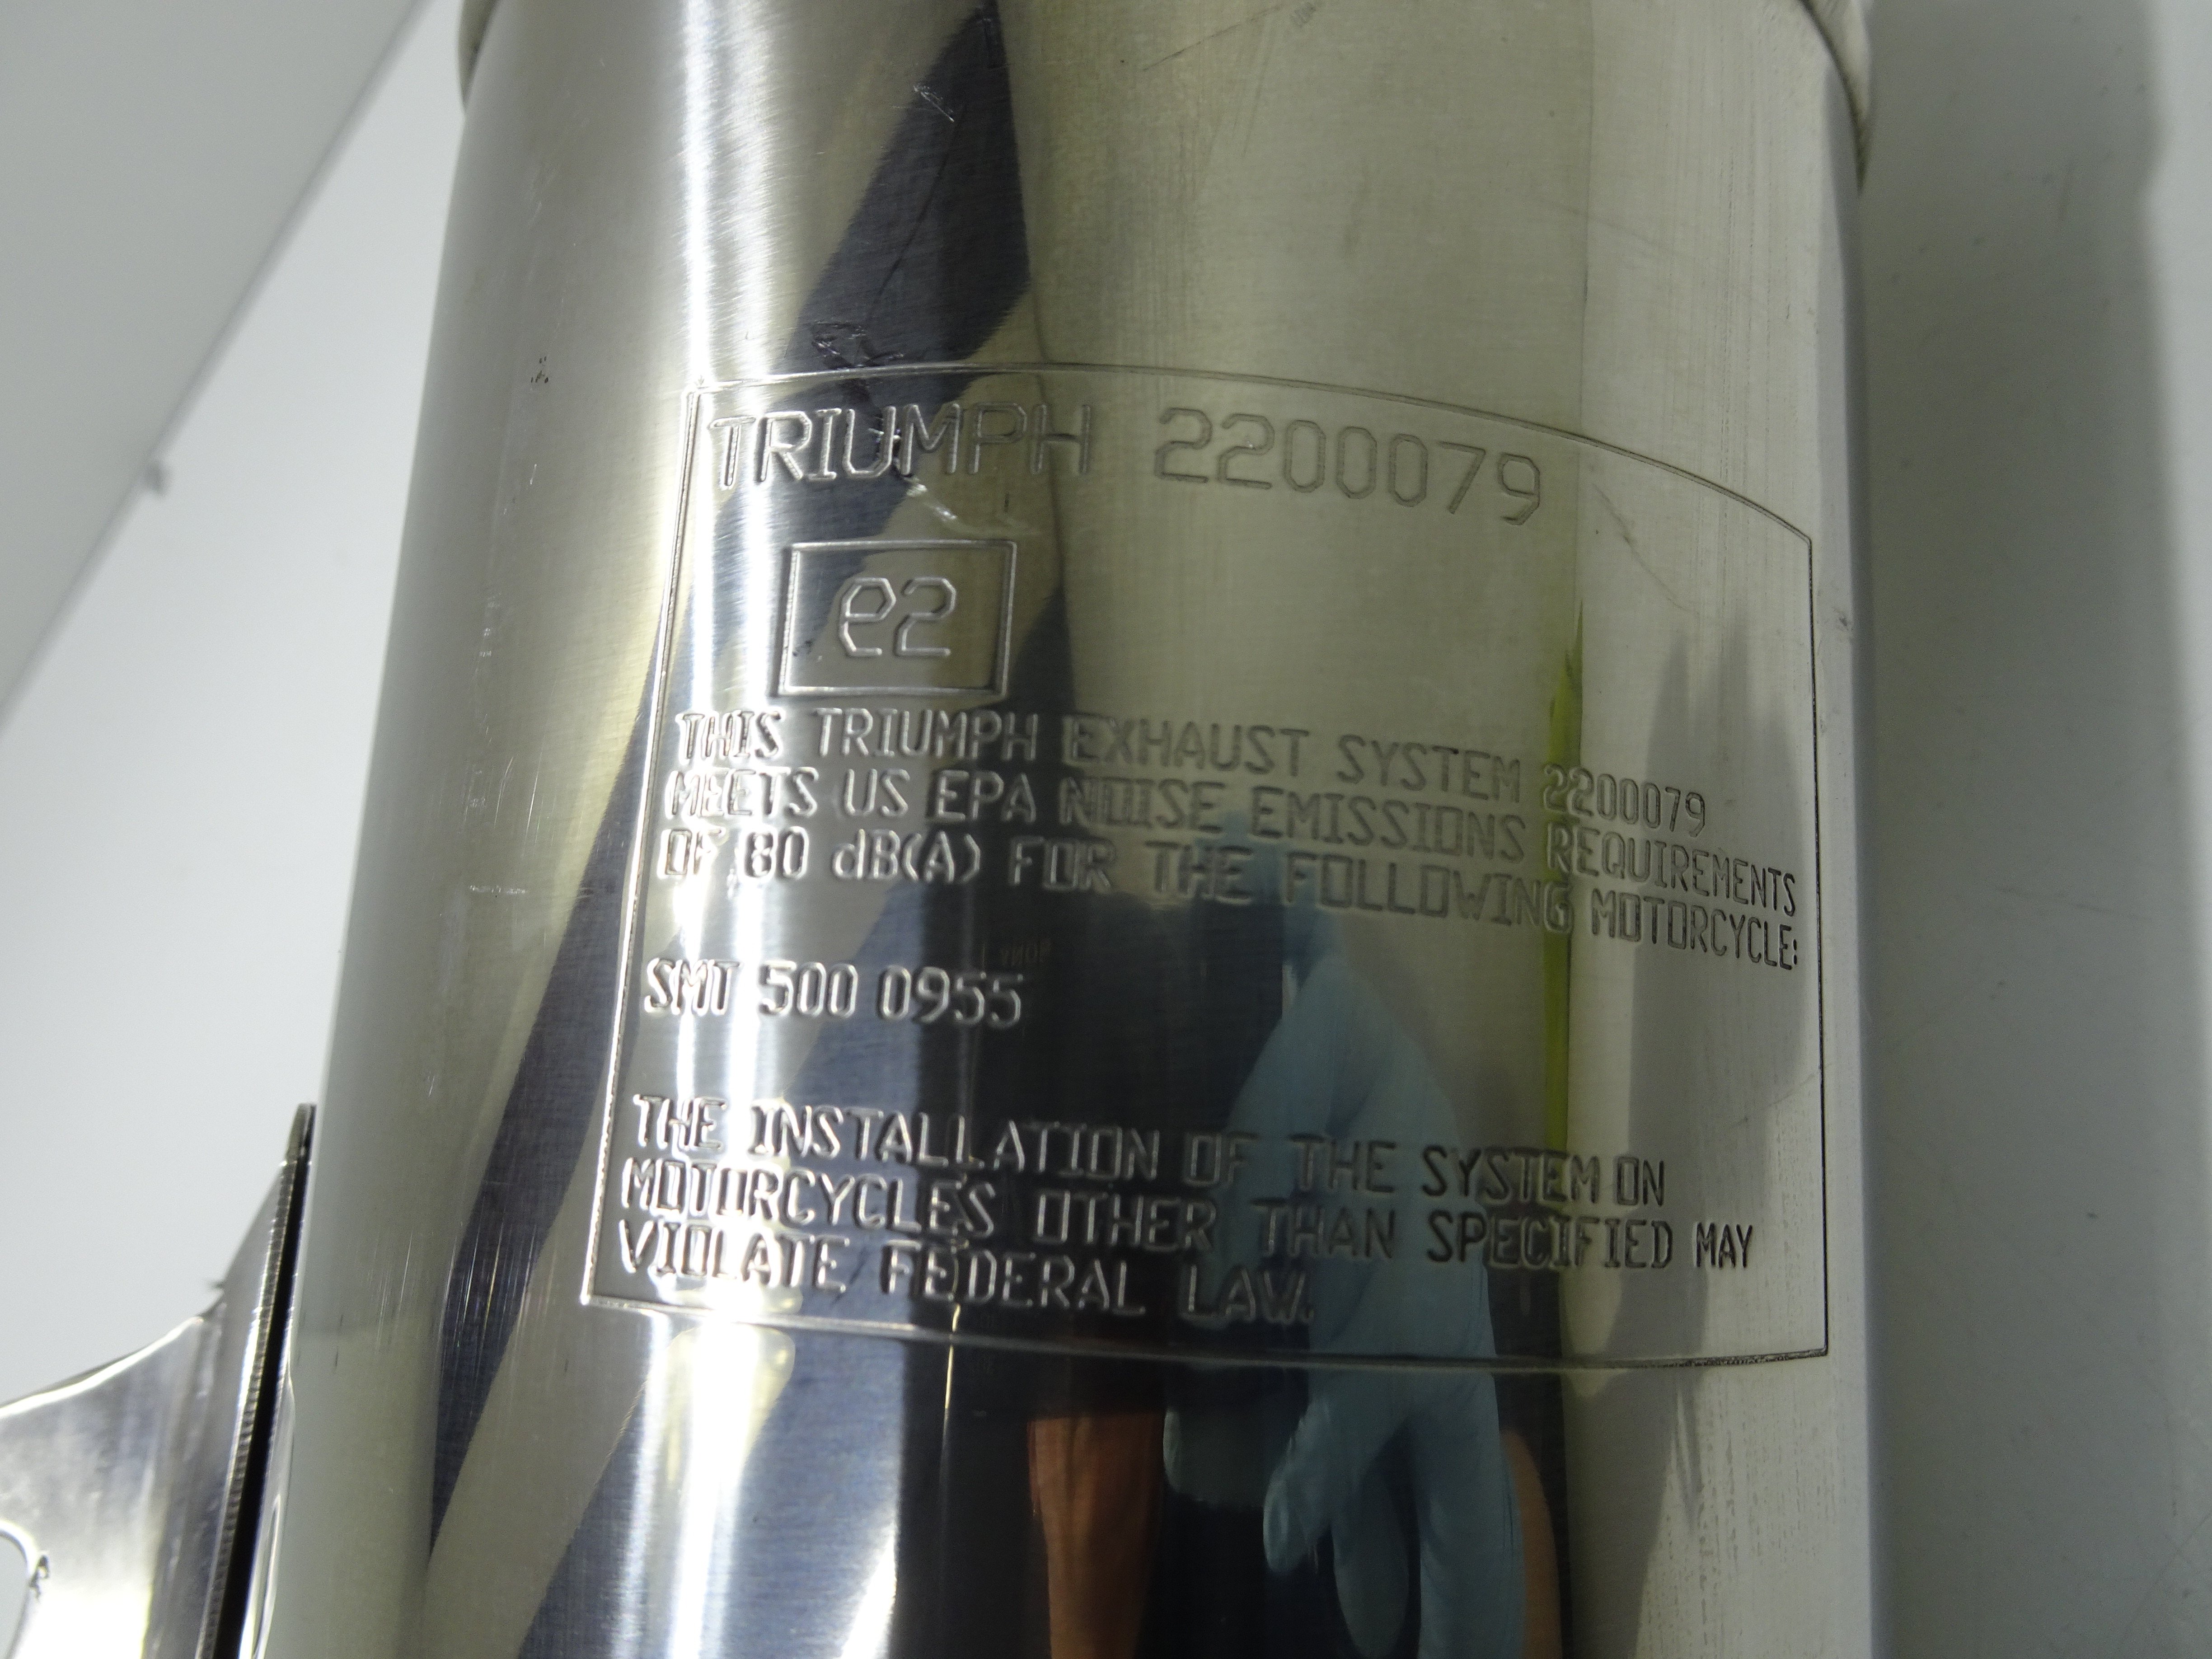 TRIUMPH 2200079
e2
THIS TRIUMPH EXHAUST SYSTEM 2200079
MEETS US EPA NOISE EMISSIONS REQUIREMENTS
OF 80 dB(A) FOR THE FOLLOWING MOTORCYCLE:
SMT 500 0955
THE INSTALLATION OF THE SYSTEM ON
MOTORCYCLES OTHER THAN SPECIFIED MAY
VIOLATE FEDERAL LAW.